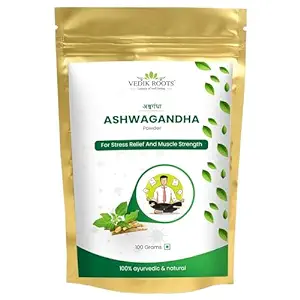 VEDIK ROOTS
अश्वगंधा
ASHWAGANDHA
Powder
For Stress Relief And Muscle Strength
100 Grams
100% ayurvedic & natural